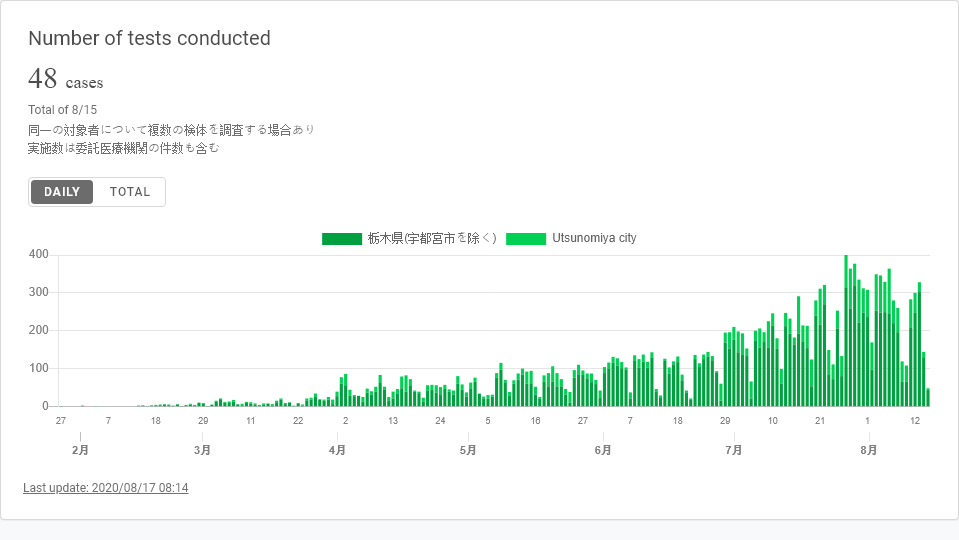 Number of tests conducted
48 cases
Total of 8/15
同一の対象者について複数の検体を調査する場合あり
実施数は委託医療機関の件数も含む
DAILY TOTAL
栃木県(宇都宮市を除く) Utsunomiya city
400
300
200
100
0
27 7 18 29 11 22 2 13 24 5 16 27 7 18 29 10 21 1 12
2月 3月 4月 5月 6月 7月 8月
Last update: 2020/08/17 08:14